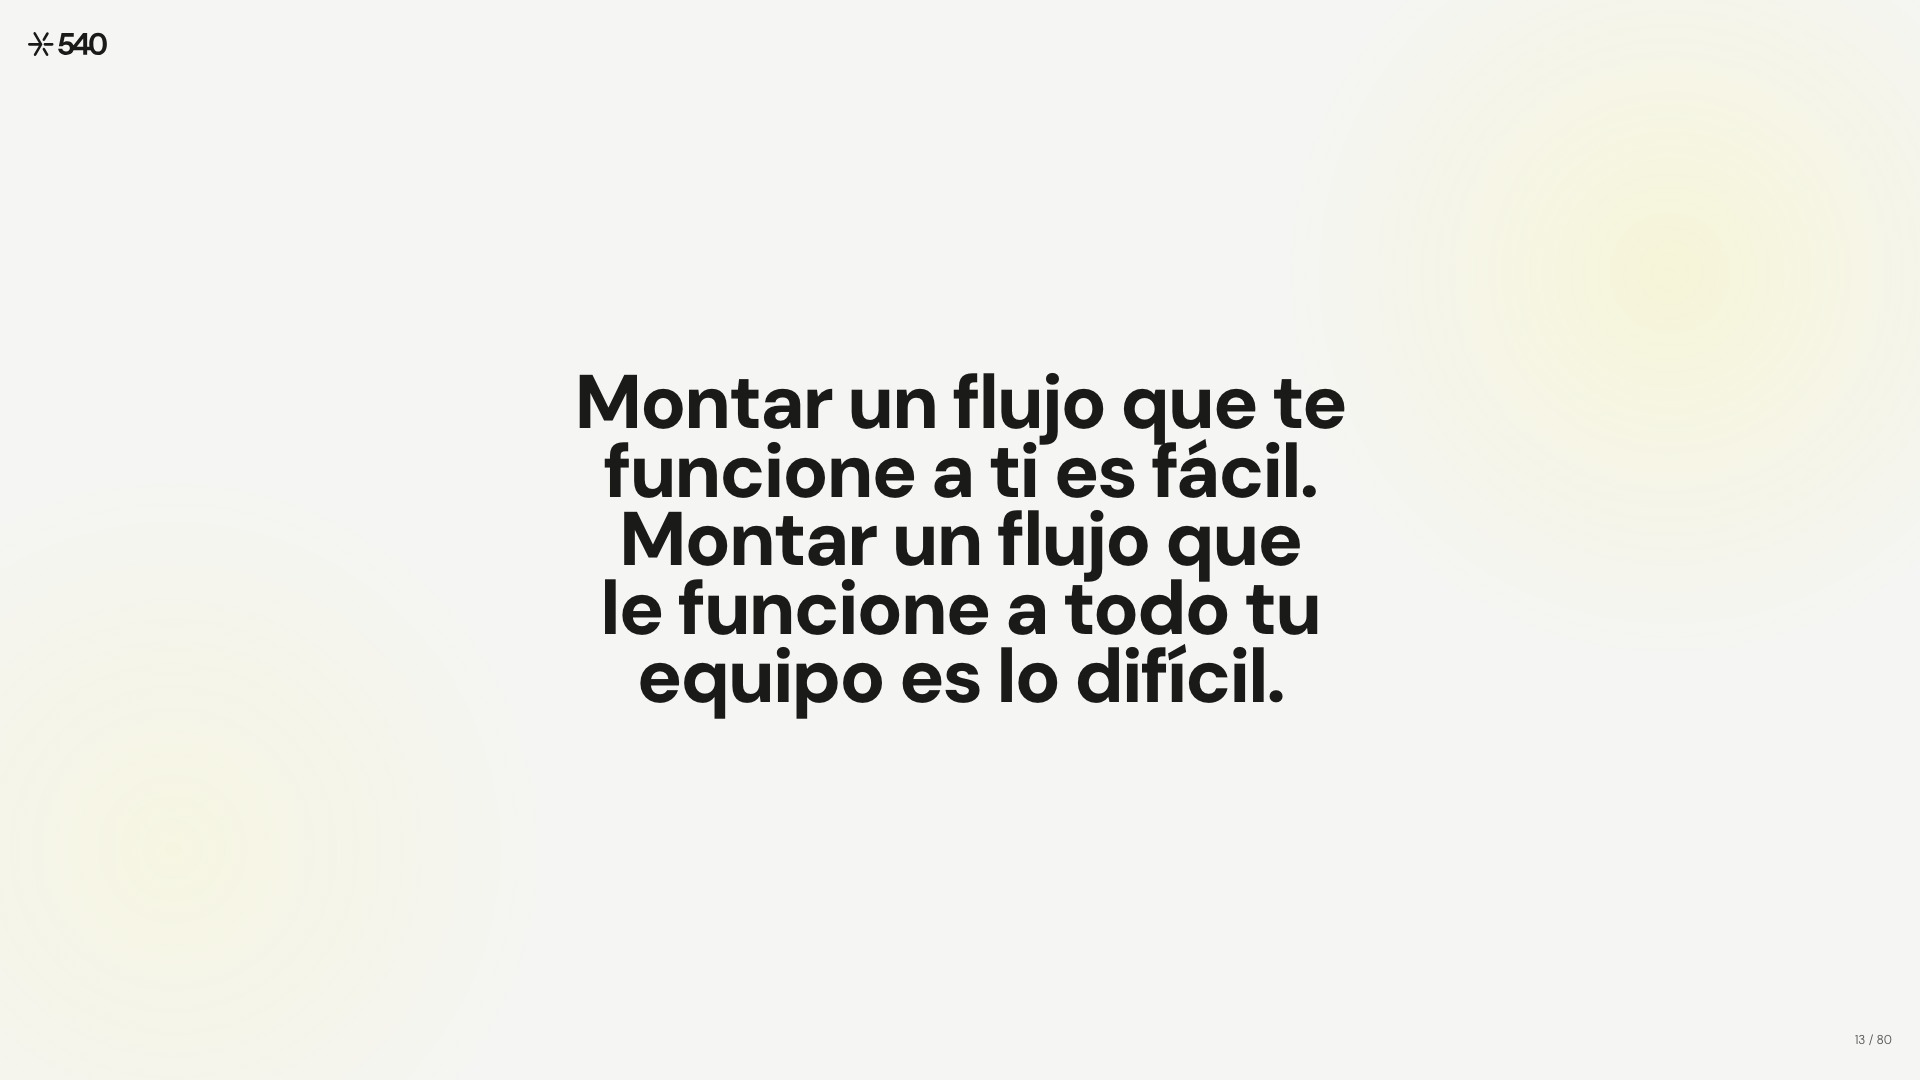 540
Montar un flujo que te
funcione a ti es fácil.
Montar un flujo que
le funcione a todo tu
equipo es lo difícil.
13 / 80